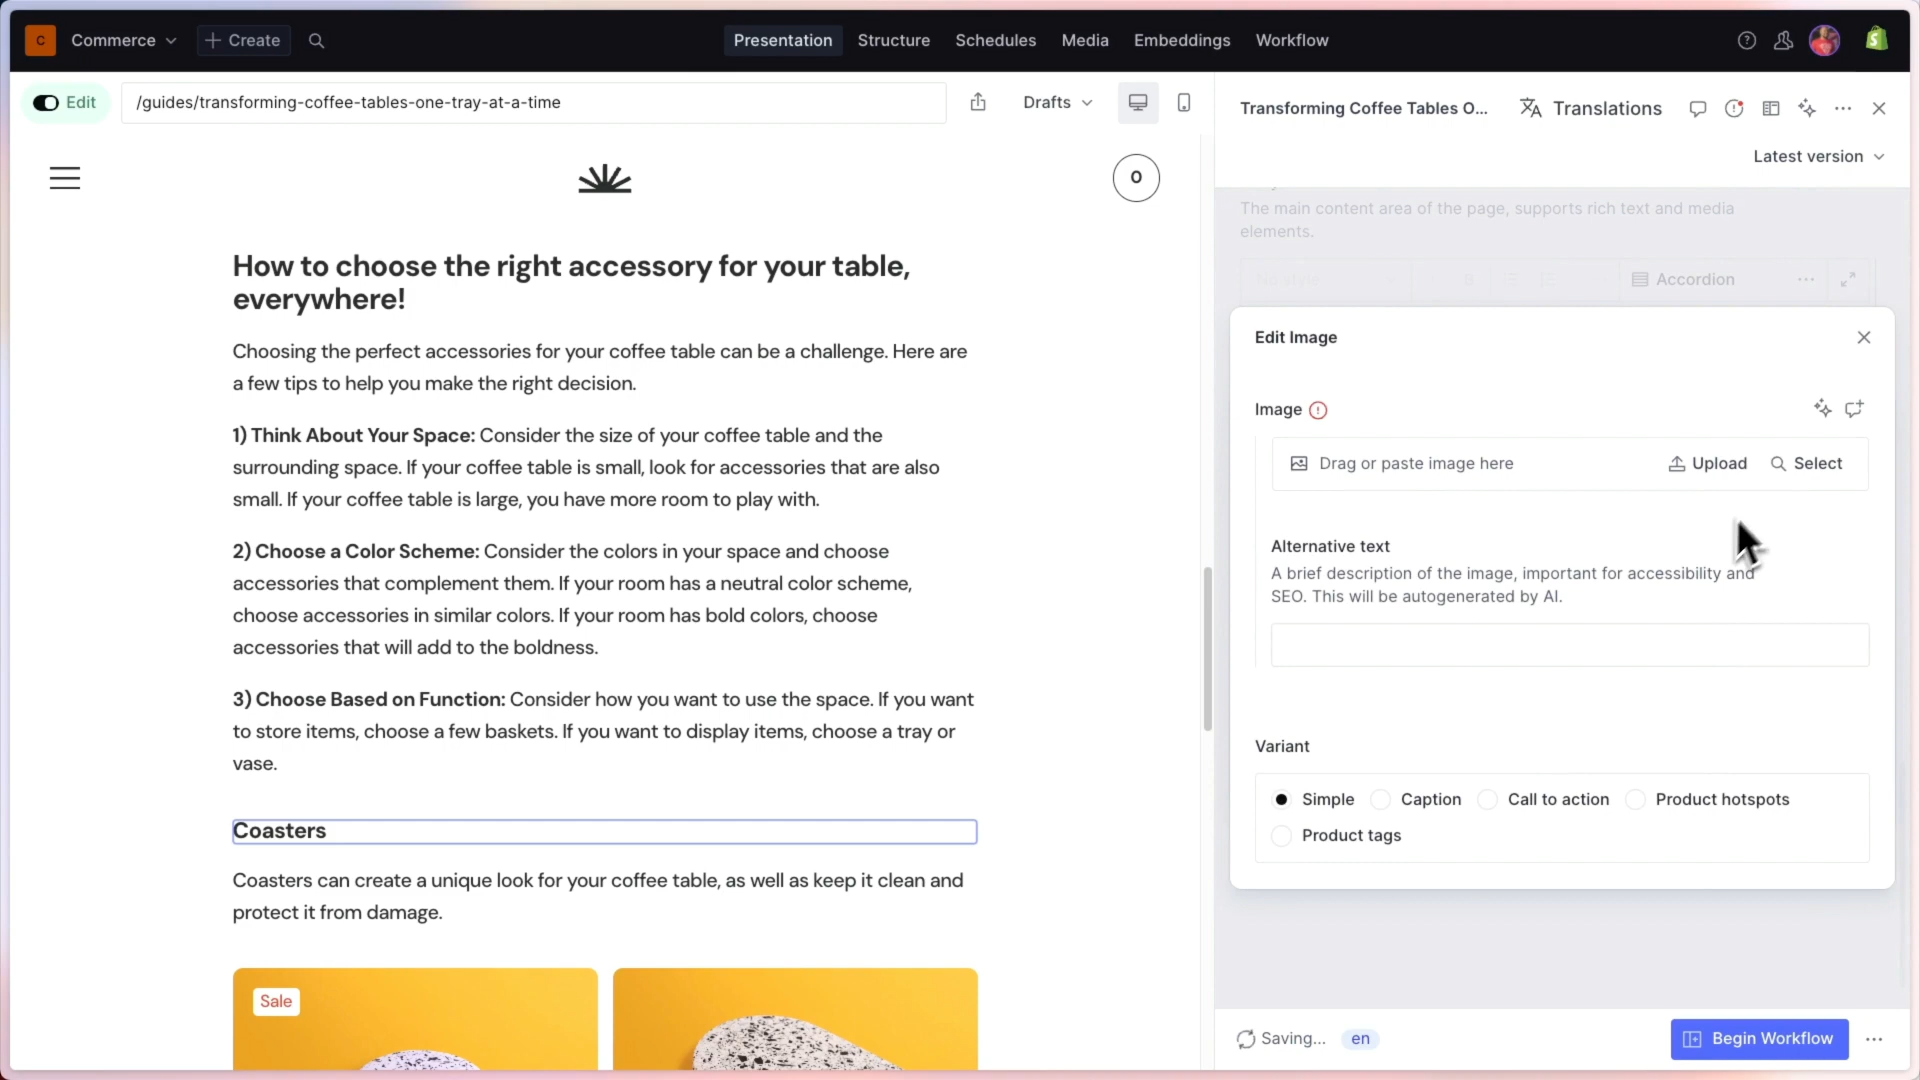 C Commerce Create Presentation Structure Schedules Media Embeddings Workflow
Edit /guides/transforming-coffee-tables-one-tray-at-a-time Drafts
0
How to choose the right accessory for your table,
everywhere!
Choosing the perfect accessories for your coffee table can be a challenge. Here are
a few tips to help you make the right decision.
1) Think About Your Space: Consider the size of your coffee table and the
surrounding space. If your coffee table is small, look for accessories that are also
small. If your coffee table is large, you have more room to play with.
2) Choose a Color Scheme: Consider the colors in your space and choose
accessories that complement them. If your room has a neutral color scheme,
choose accessories in similar colors. If your room has bold colors, choose
accessories that will add to the boldness.
3) Choose Based on Function: Consider how you want to use the space. If you want
to store items, choose a few baskets. If you want to display items, choose a tray or
vase.
Coasters
Coasters can create a unique look for your coffee table, as well as keep it clean and
protect it from damage.
Sale
Transforming Coffee Tables O... Translations
Latest version
The main content area of the page, supports rich text and media
elements.
Accordion
Edit Image
Image
Drag or paste image here Upload Select
Alternative text
A brief description of the image, important for accessibility and
SEO. This will be autogenerated by AI.
Variant
Simple Caption Call to action Product hotspots
Product tags
Saving... en Begin Workflow